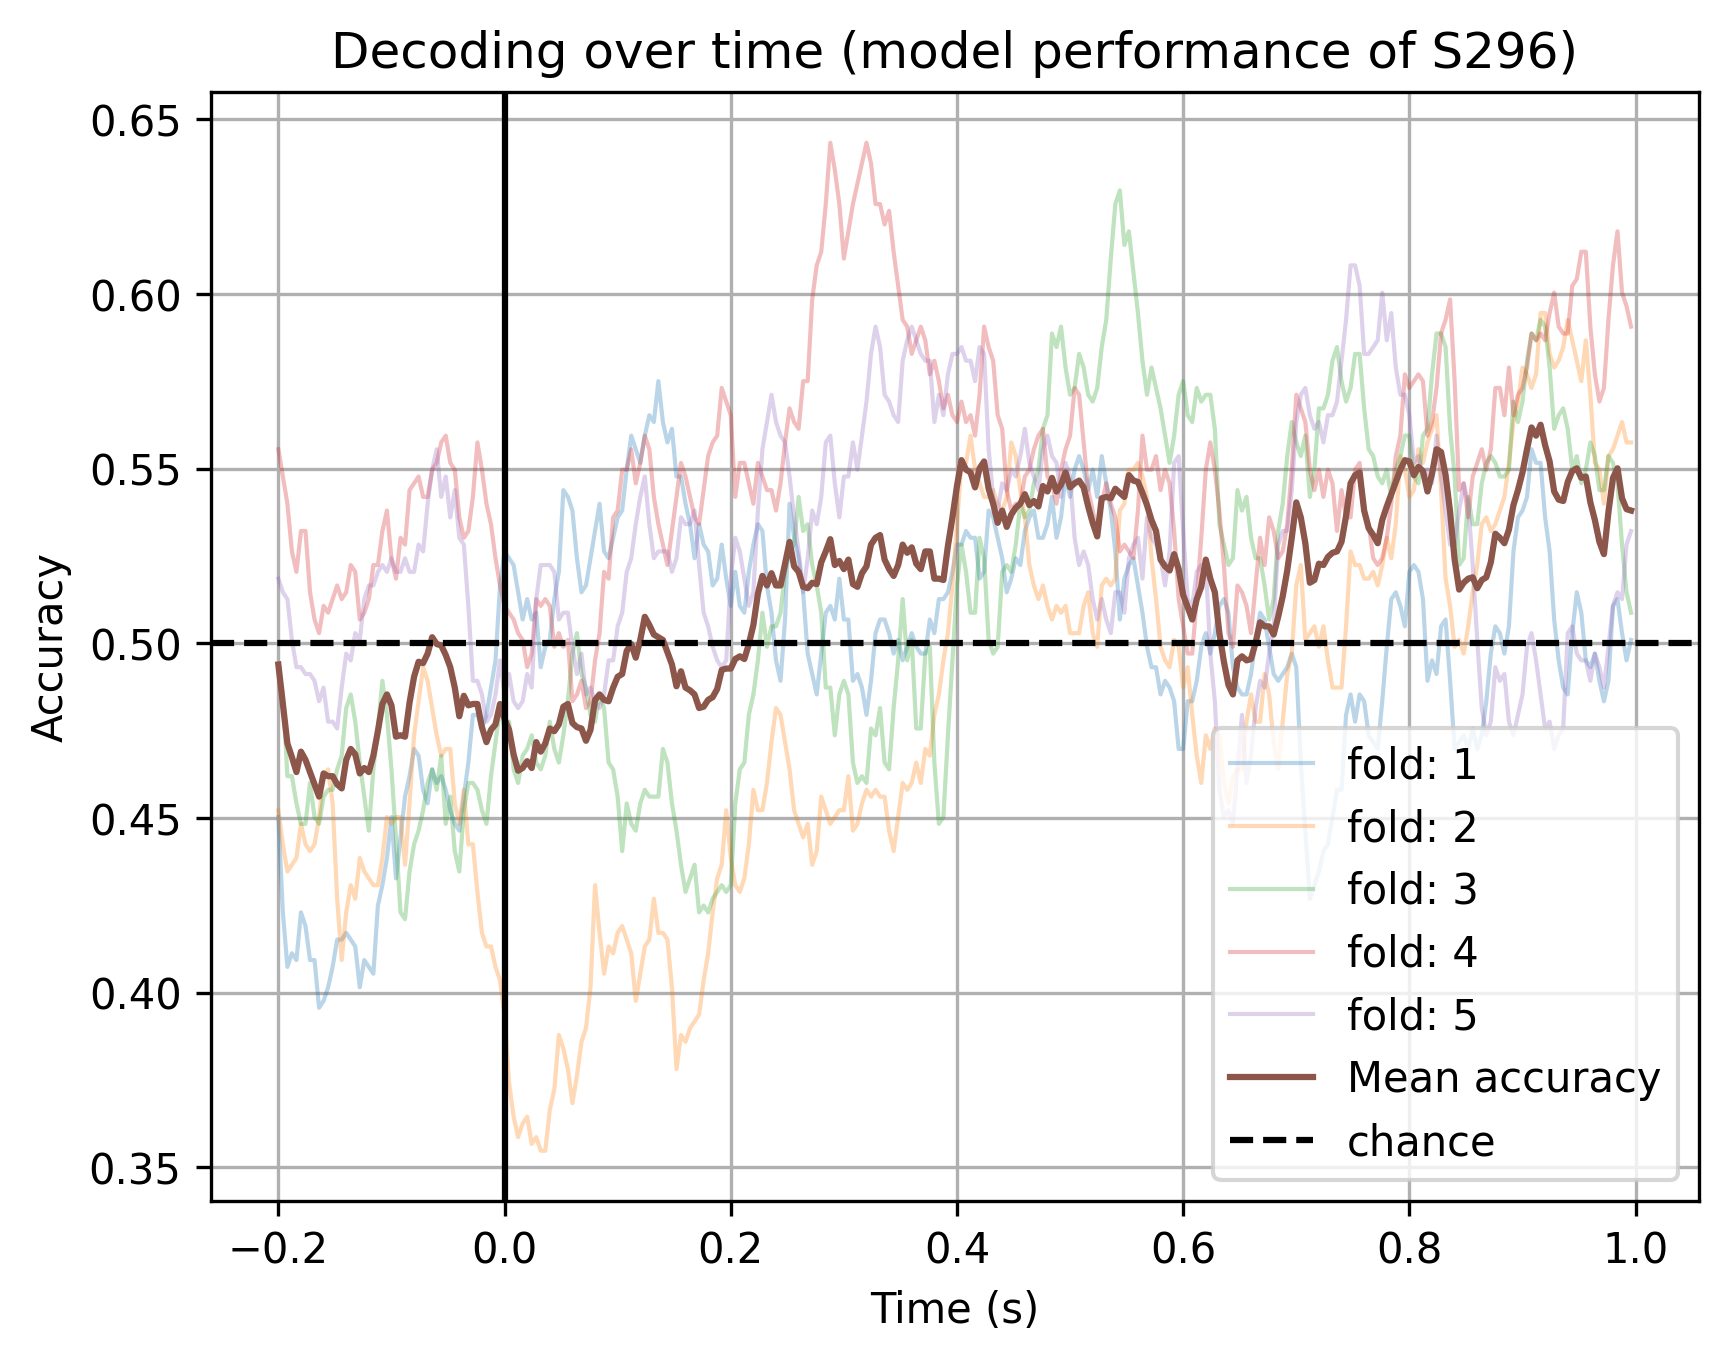 Decoding over time (model performance of S296)
0.65
0.60
0.55
0.50
0.45
0.40
0.35
Accuracy
−0.2 0.0 0.2 0.4 0.6 0.8 1.0
Time (s)
fold: 1
fold: 2
fold: 3
fold: 4
fold: 5
Mean accuracy
chance